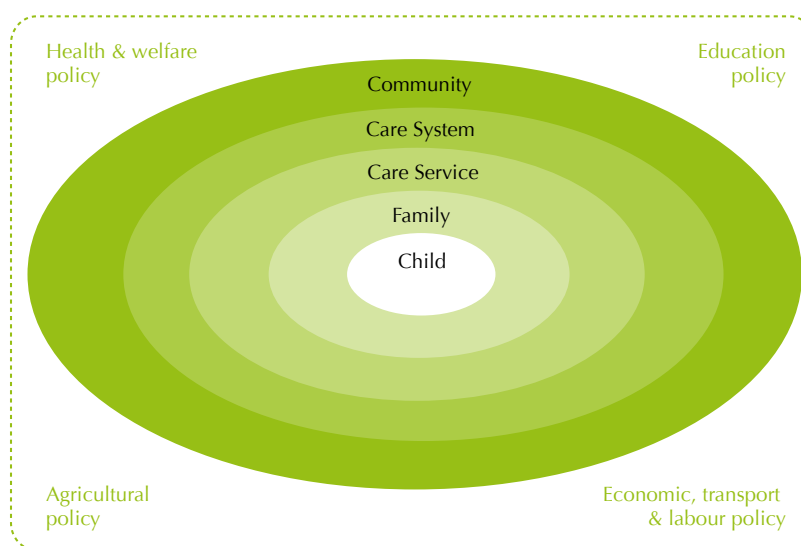 Health & welfare
policy
Education
policy
Community
Care System
Care Service
Family
Child
Agricultural
policy
Economic, transport
& labour policy